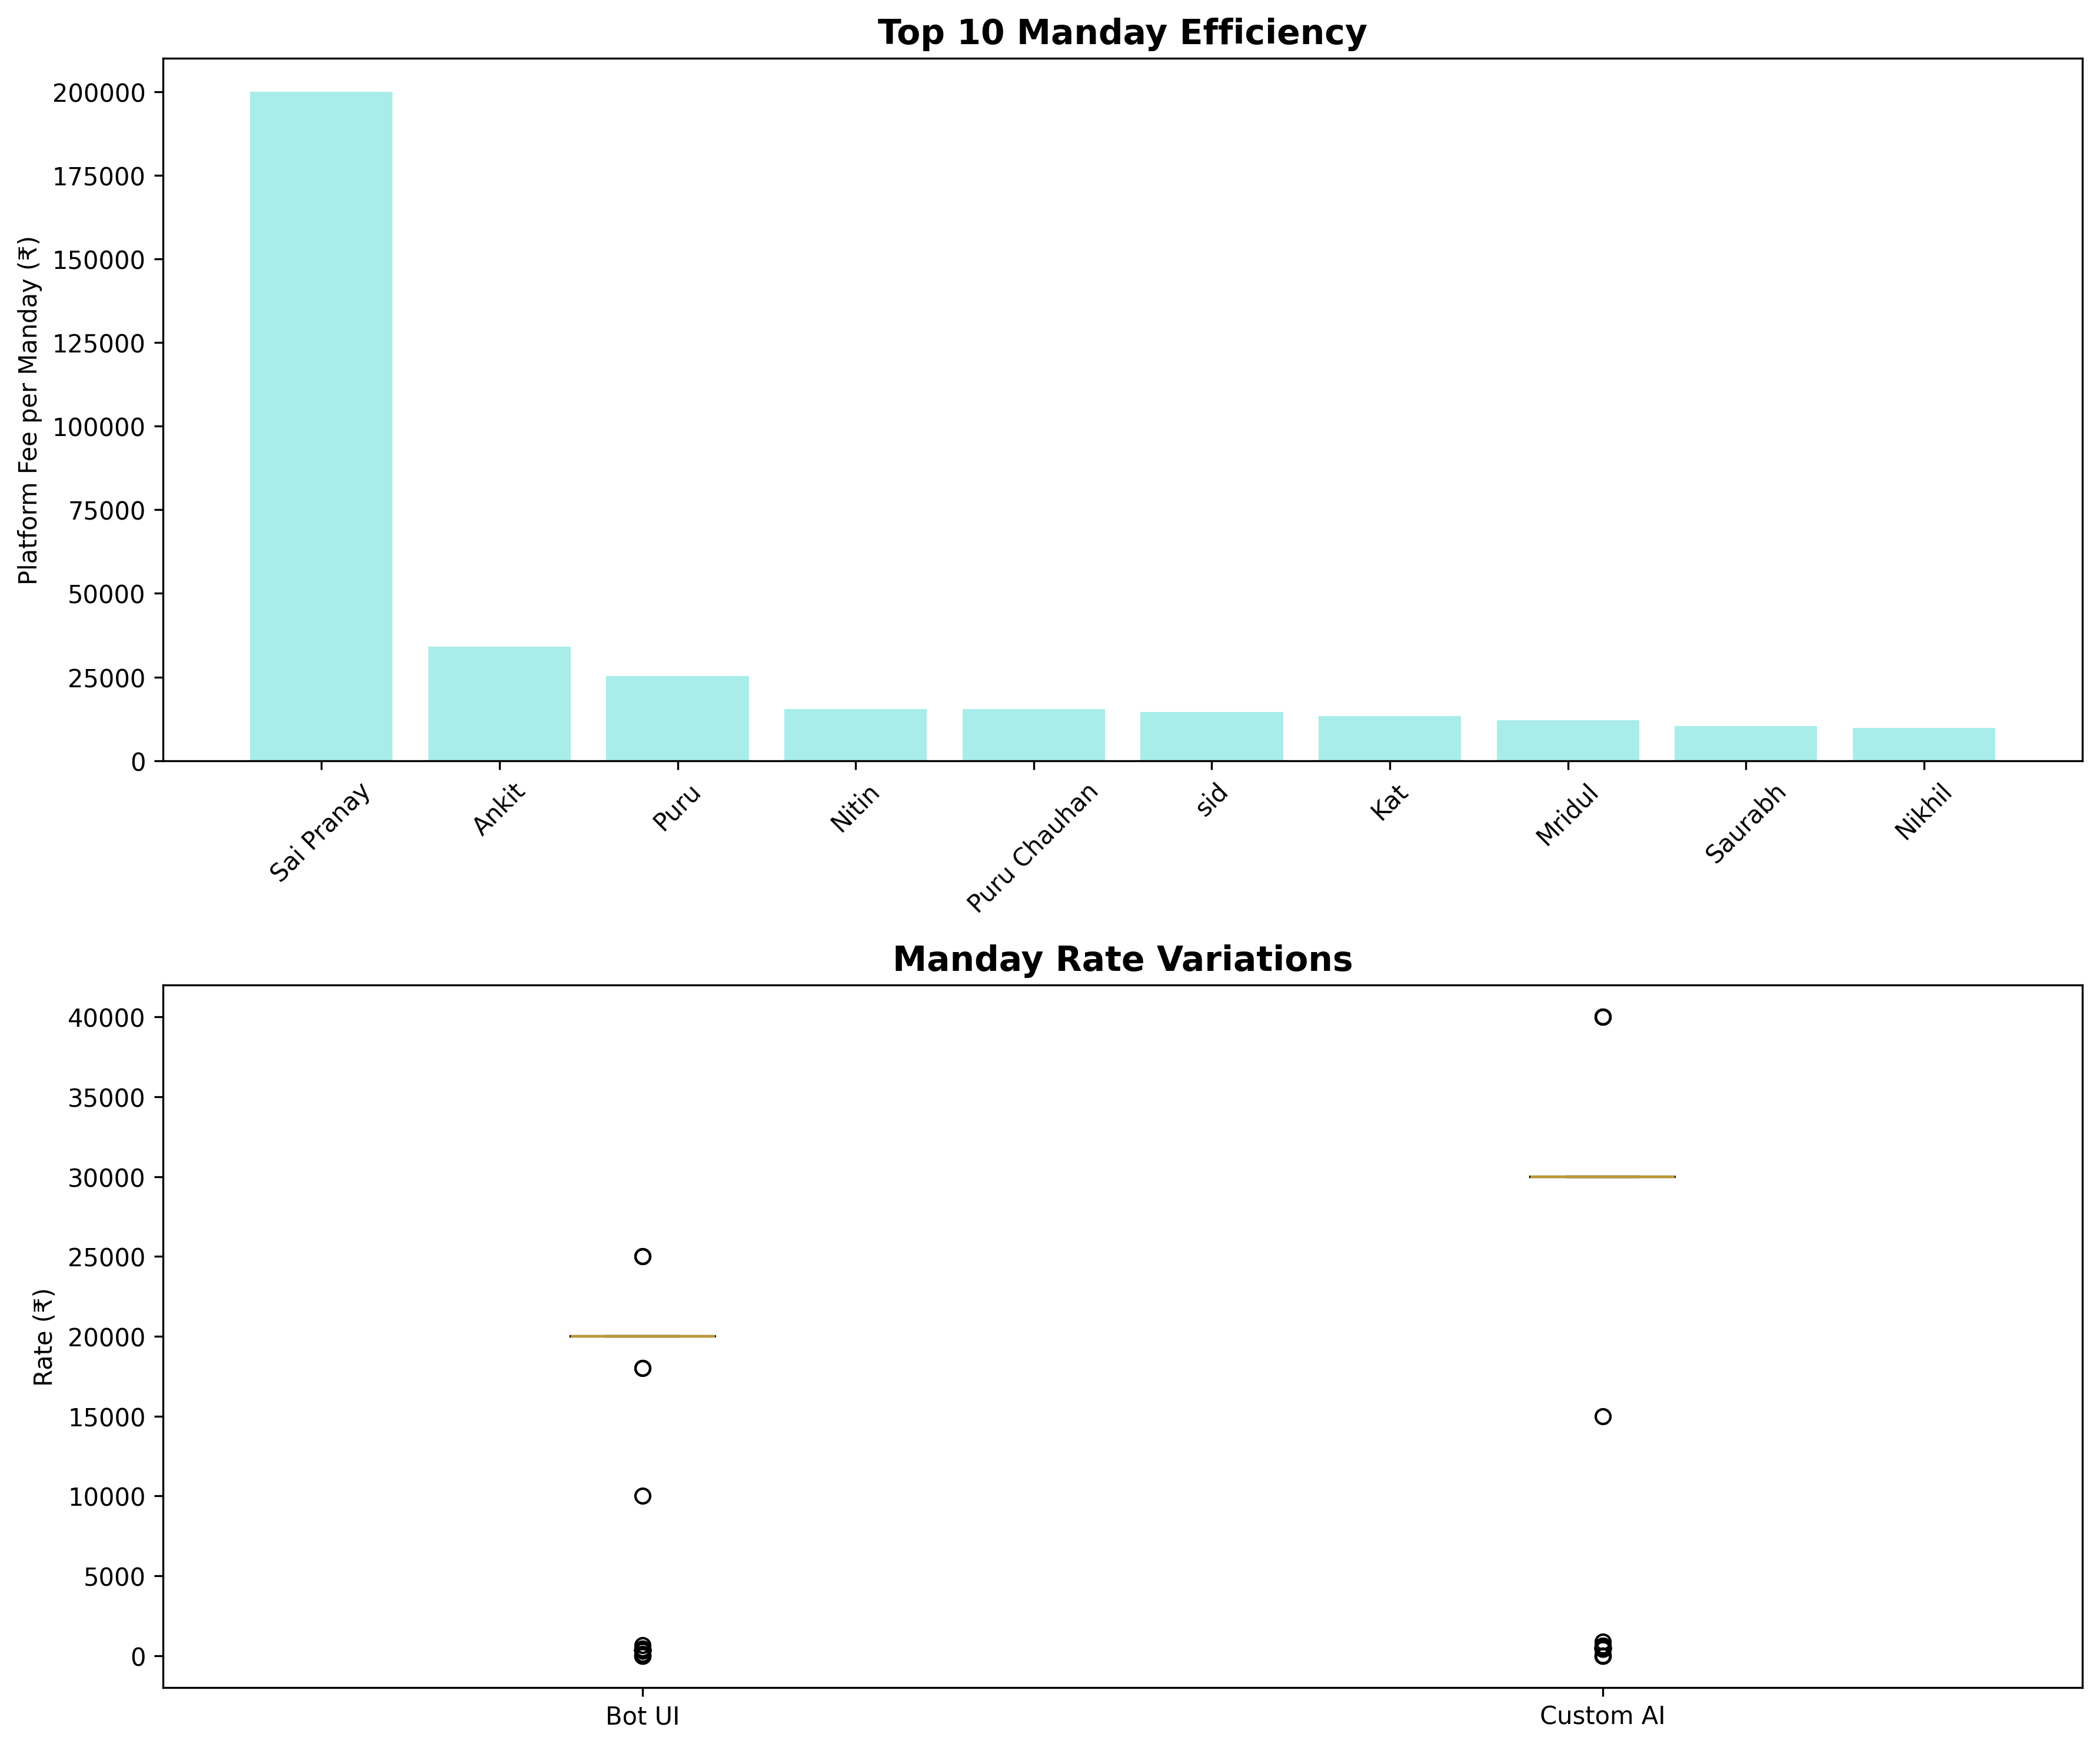 Top 10 Manday Efficiency
Platform Fee per Manday (₹)
200000
175000
150000
125000
100000
75000
50000
25000
0
Sai Pranay
Ankit
Puru
Nitin
Puru Chauhan
sid
Kat
Mridul
Saurabh
Nikhil
Manday Rate Variations
Rate (₹)
40000
35000
30000
25000
20000
15000
10000
5000
0
Bot UI
Custom AI